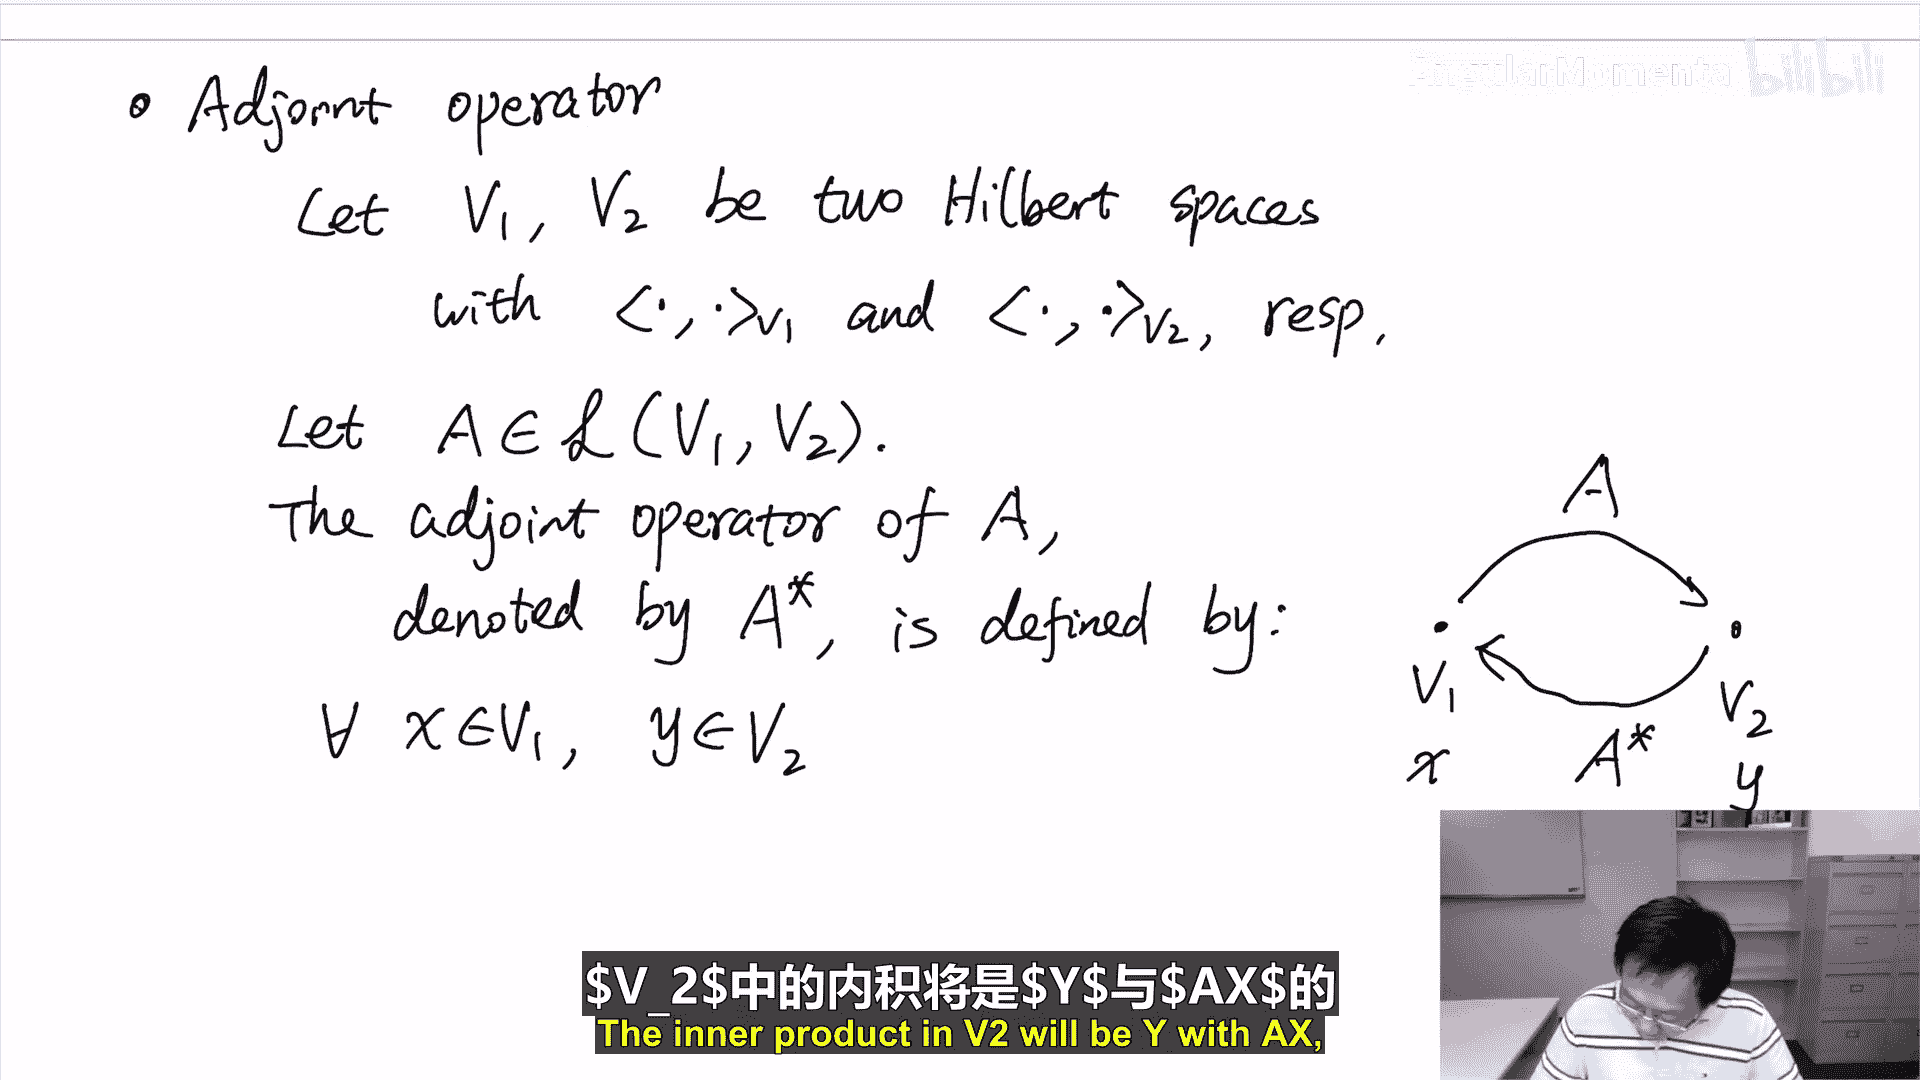 AngularMomenta bilibili
• Adjoint operator
Let V₁, V₂ be two Hilbert spaces
with <·,·>V₁ and <·,·>V₂, resp.
Let A ∈ ℒ(V₁, V₂).
The adjoint operator of A,
denoted by A*, is defined by:
∀ x∈V₁, y∈V₂
A
V₁ V₂
x A* y
$V_2$中的内积将是$Y$与$AX$的
The inner product in V2 will be Y with AX,